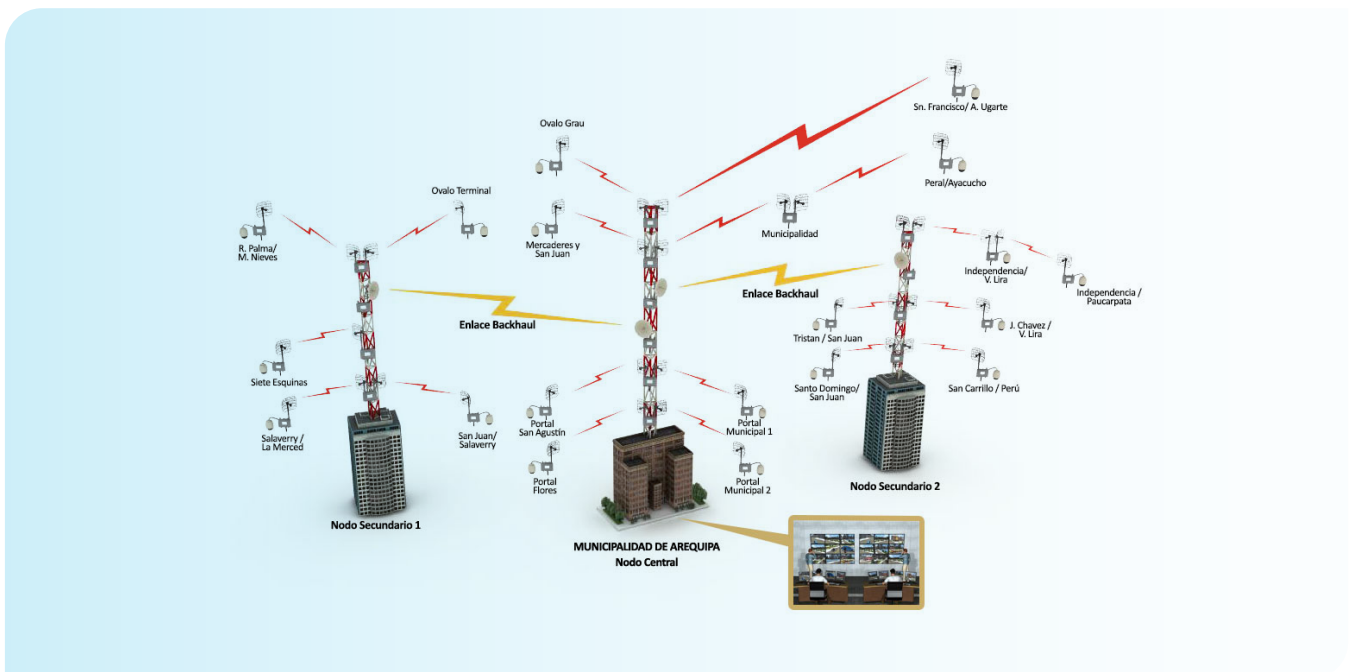 Sn. Francisco/ A. Ugarte
Ovalo Grau
Peral/Ayacucho
Ovalo Terminal
R. Palma/
M. Nieves
Mercaderes y
San Juan
Municipalidad
Independencia/
V. Lira
Independencia /
Paucarpata
Enlace Backhaul
Enlace Backhaul
Tristan / San Juan
J. Chavez /
V. Lira
Siete Esquinas
Santo Domingo/
San Juan
San Carrillo / Perú
Salaverry /
La Merced
San Juan/
Salaverry
Portal
San Agustín
Portal
Municipal 1
Portal
Flores
Portal
Municipal 2
Nodo Secundario 2
Nodo Secundario 1
MUNICIPALIDAD DE AREQUIPA
Nodo Central